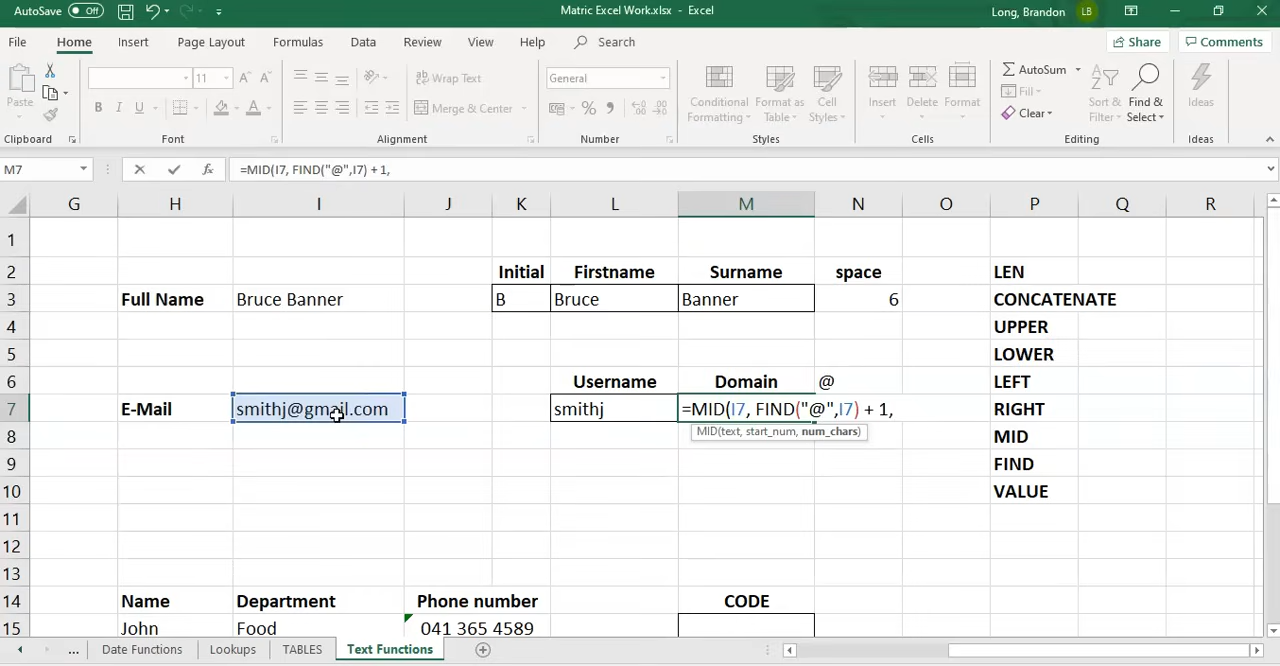 AutoSave Off Matric Excel Work.xlsx - Excel Long, Brandon LB
File Home Insert Page Layout Formulas Data Review View Help Search Share Comments
Paste
11 A A
B I U A
Wrap Text
Merge & Center
General
%
Conditional Formatting
Format as Table
Cell Styles
Insert Delete Format
AutoSum
Fill
Clear
Sort & Filter
Find & Select
Ideas
Clipboard Font Alignment Number Styles Cells Editing Ideas
M7 fx =MID(I7, FIND("@",I7) + 1,
G H I J K L M N O P Q R
1
2 Initial Firstname Surname space LEN
3 Full Name Bruce Banner B Bruce Banner 6 CONCATENATE
4 UPPER
5 LOWER
6 Username Domain @ LEFT
7 E-Mail smithj@gmail.com smithj =MID(I7, FIND("@",I7) + 1, RIGHT
MID(text, start_num, num_chars)
8 MID
9 FIND
10 VALUE
11
12
13
14 Name Department Phone number CODE
15 John Food 041 365 4589
... Date Functions Lookups TABLES Text Functions